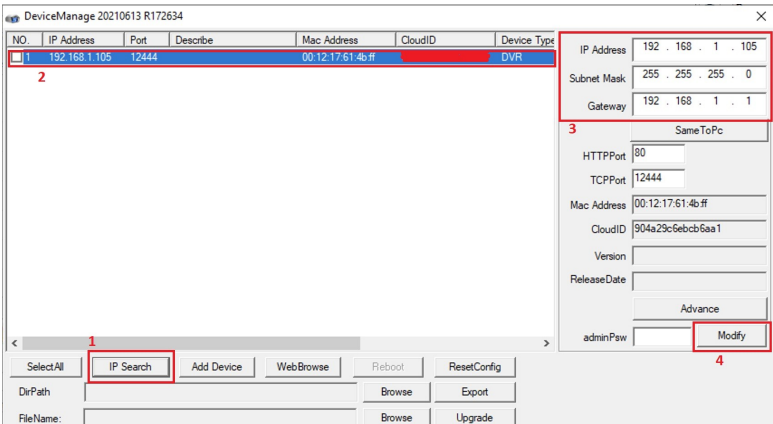 DeviceManage 20210613 R172634
NO. IP Address Port Describe Mac Address CloudID Device Type
1 192.168.1.105 12444 00:12:17:61:4b:ff DVR
2
IP Address 192 . 168 . 1 . 105
Subnet Mask 255 . 255 . 255 . 0
Gateway 192 . 168 . 1 . 1
3
SameToPc
HTTPPort 80
TCPPort 12444
Mac Address 00:12:17:61:4b:ff
CloudID 904a29c6ebcb6aa1
Version
ReleaseDate
Advance
adminPsw Modify
4
1
SelectAll IP Search Add Device WebBrowse Reboot ResetConfig
DirPath Browse Export
FileName: Browse Upgrade